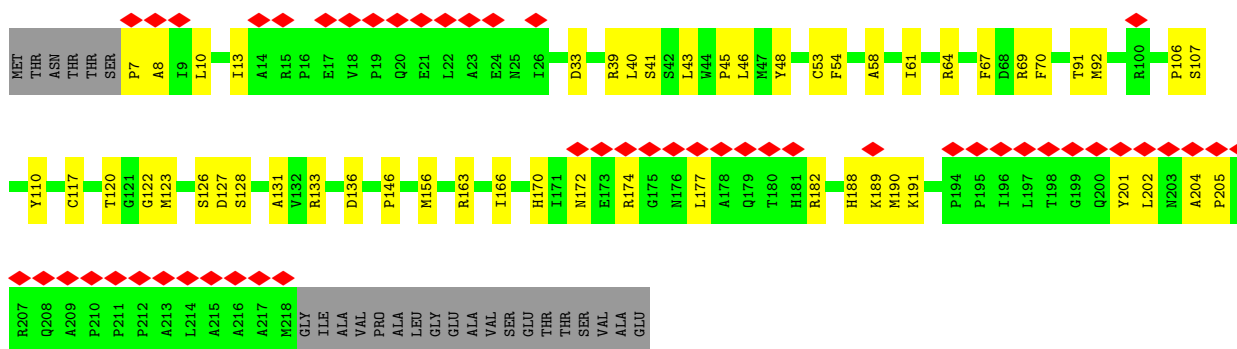 MET THR ASN THR THR SER P7 A8 I9 L10 I13 A14 R15 P16 E17 V18 P19 Q20 E21 L22 A23 E24 N25 I26 D33 R39 L40 S41 S42 L43 W44 P45 L46 M47 Y48 C53 F54 A58 I61 R64 F67 D68 R69 F70 T91 M92 R100 P106 S107
Y110 C117 T120 G121 G122 M123 S126 D127 S128 A131 V132 R133 D136 P146 M156 R163 I166 H170 I171 N172 E173 R174 G175 N176 L177 A178 Q179 T180 H181 R182 H188 K189 M190 K191 P194 P195 I196 L197 T198 G199 Q200 Y201 L202 N203 A204 P205
R207 Q208 A209 P210 P211 P212 A213 L214 A215 A216 A217 M218 GLY ILE ALA VAL PRO ALA LEU GLY GLU ALA VAL SER GLU THR THR SER VAL ALA GLU